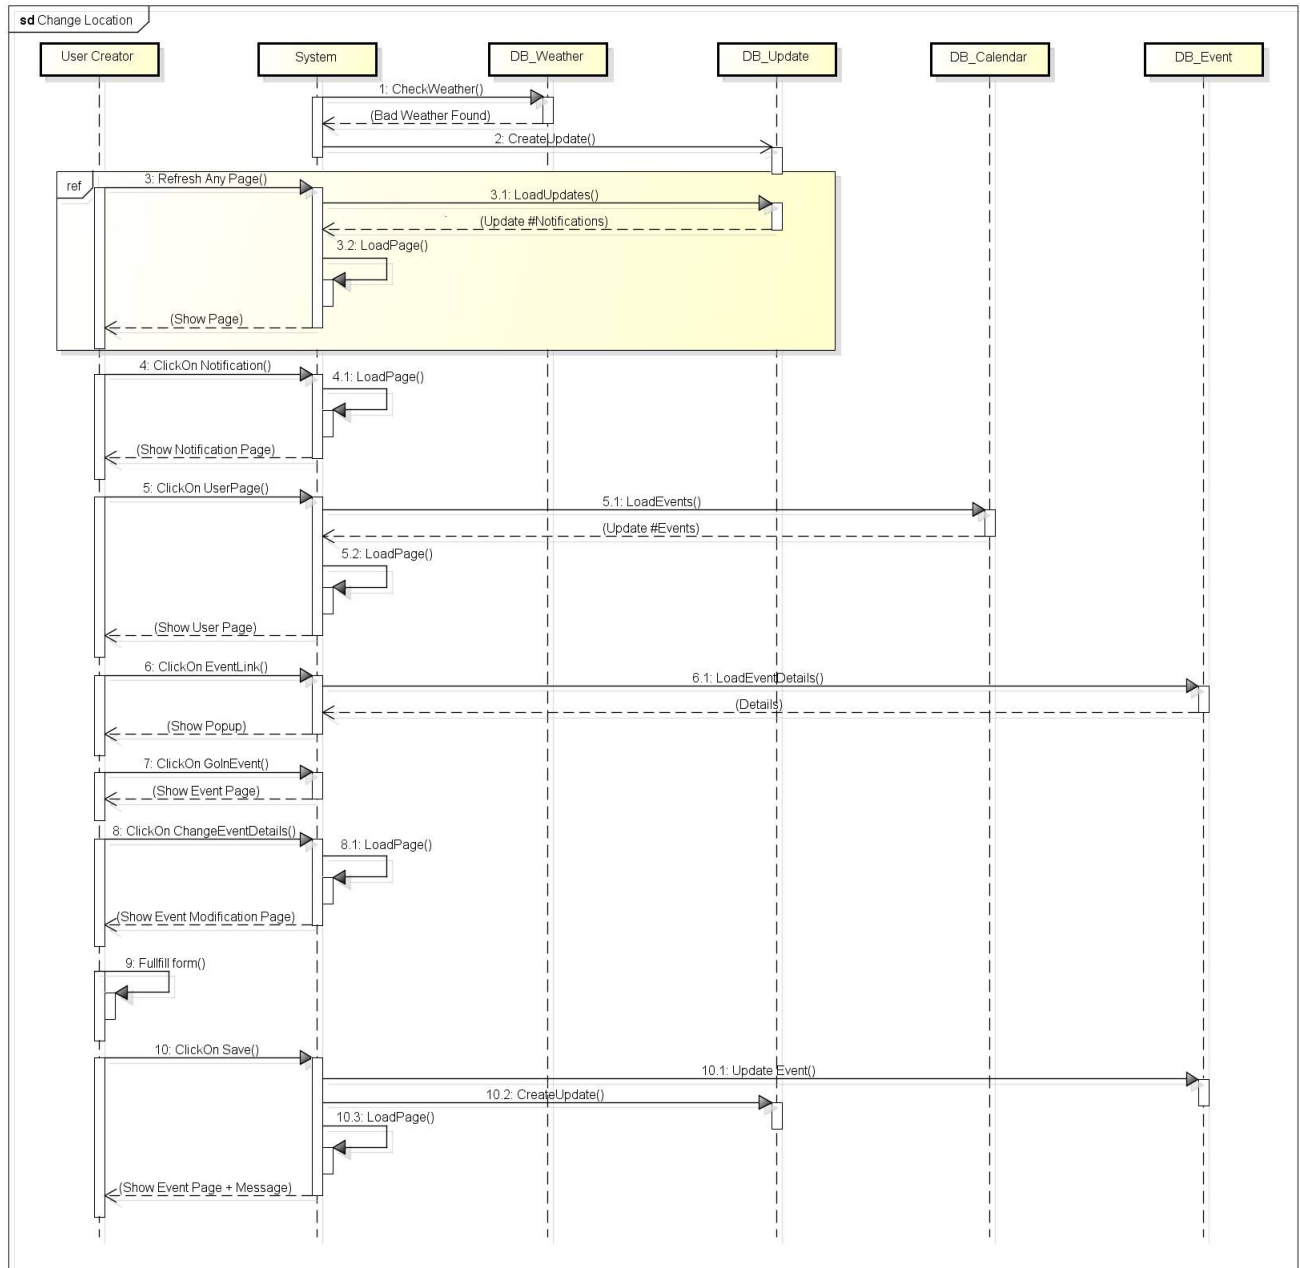 sd Change Location
User Creator
System
DB_Weather
DB_Update
DB_Calendar
DB_Event
1: CheckWeather()
(Bad Weather Found)
2: CreateUpdate()
ref
3: Refresh Any Page()
3.1: LoadUpdates()
(Update #Notifications)
3.2: LoadPage()
(Show Page)
4: ClickOn Notification()
4.1: LoadPage()
(Show Notification Page)
5: ClickOn UserPage()
5.1: LoadEvents()
(Update #Events)
5.2: LoadPage()
(Show User Page)
6: ClickOn EventLink()
6.1: LoadEventDetails()
(Details)
(Show Popup)
7: ClickOn GoInEvent()
(Show Event Page)
8: ClickOn ChangeEventDetails()
8.1: LoadPage()
(Show Event Modification Page)
9: Fullfill form()
10: ClickOn Save()
10.1: Update Event()
10.2: CreateUpdate()
10.3: LoadPage()
(Show Event Page + Message)